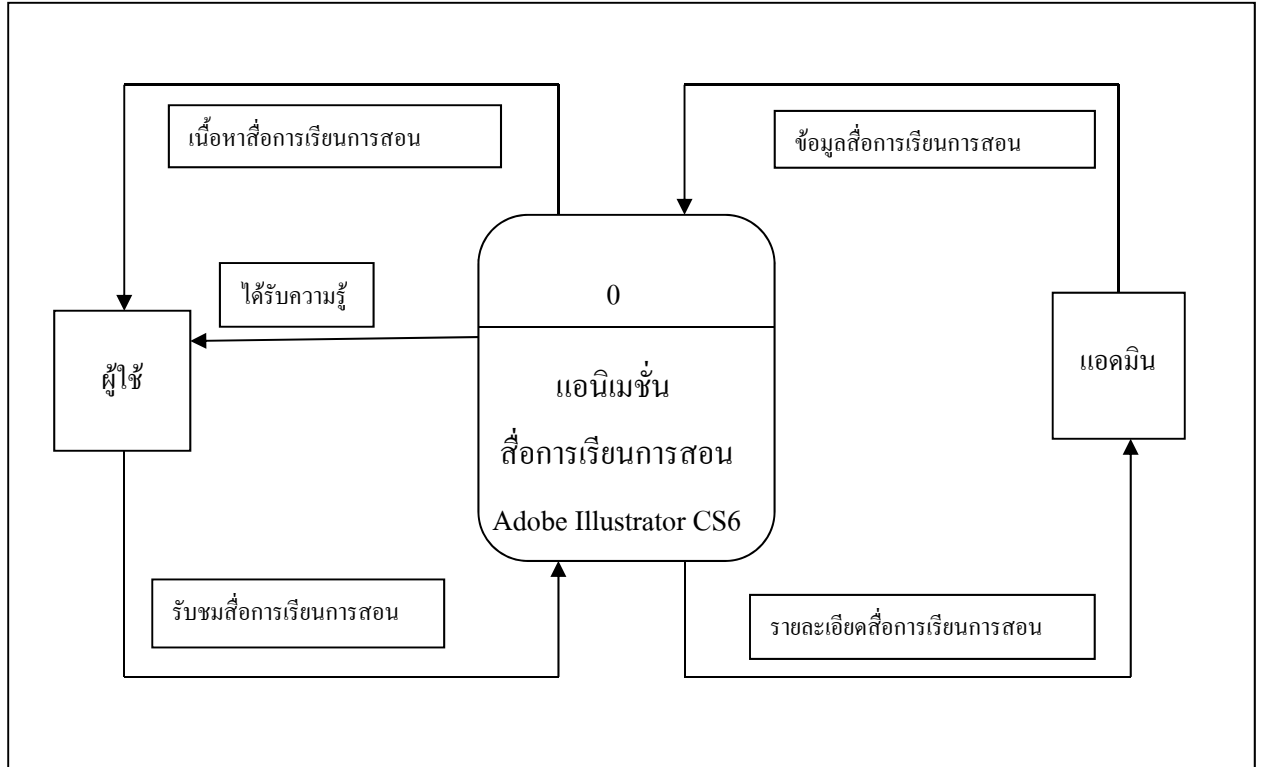 เนื้อหาสื่อการเรียนการสอน
ข้อมูลสื่อการเรียนการสอน
ได้รับความรู้
0
ผู้ใช้
แอนิเมชั่น
สื่อการเรียนการสอน
Adobe Illustrator CS6
แอดมิน
รับชมสื่อการเรียนการสอน
รายละเอียดสื่อการเรียนการสอน